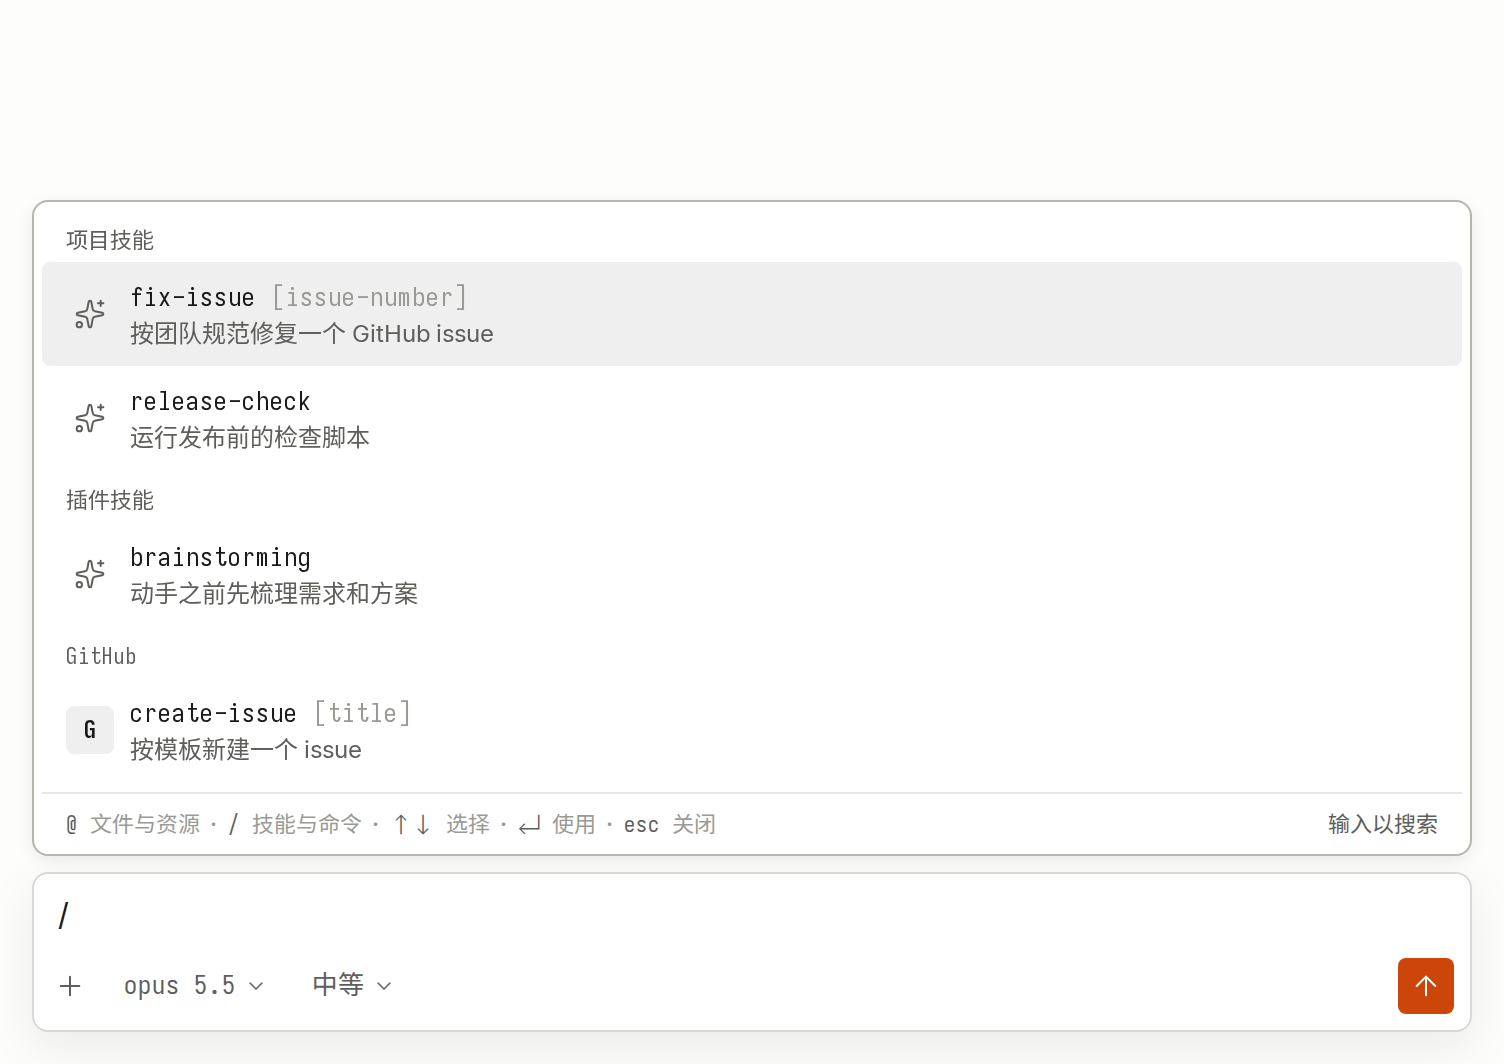 项目技能
fix-issue [issue-number]
按团队规范修复一个 GitHub issue
release-check
运行发布前的检查脚本
插件技能
brainstorming
动手之前先梳理需求和方案
GitHub
G
create-issue [title]
按模板新建一个 issue
@ 文件与资源 · / 技能与命令 · ↑↓ 选择 · ↵ 使用 · esc 关闭 输入以搜索
/
opus 5.5 中等